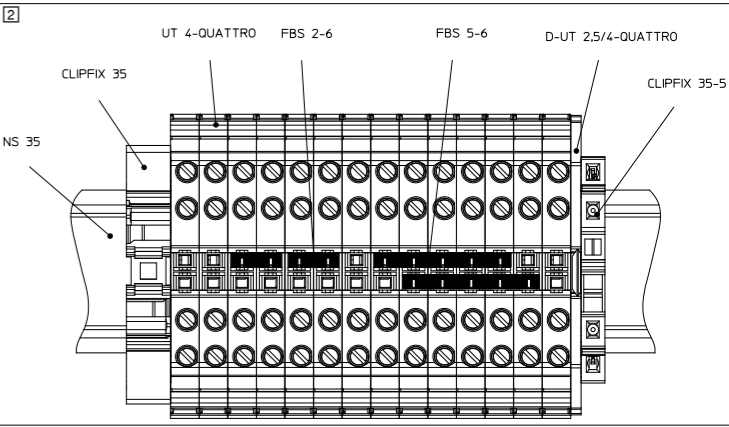 2
UT 4-QUATTRO FBS 2-6 FBS 5-6 D-UT 2,5/4-QUATTRO
CLIPFIX 35
CLIPFIX 35-5
NS 35